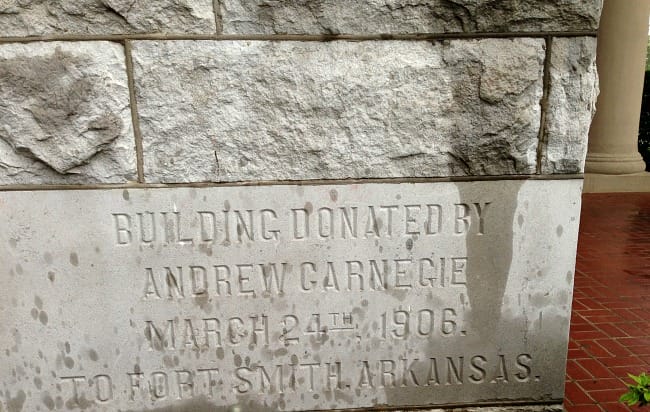 BUILDING DONATED BY
ANDREW CARNEGIE
MARCH 24TH, 1906.
TO FORT SMITH, ARKANSAS.